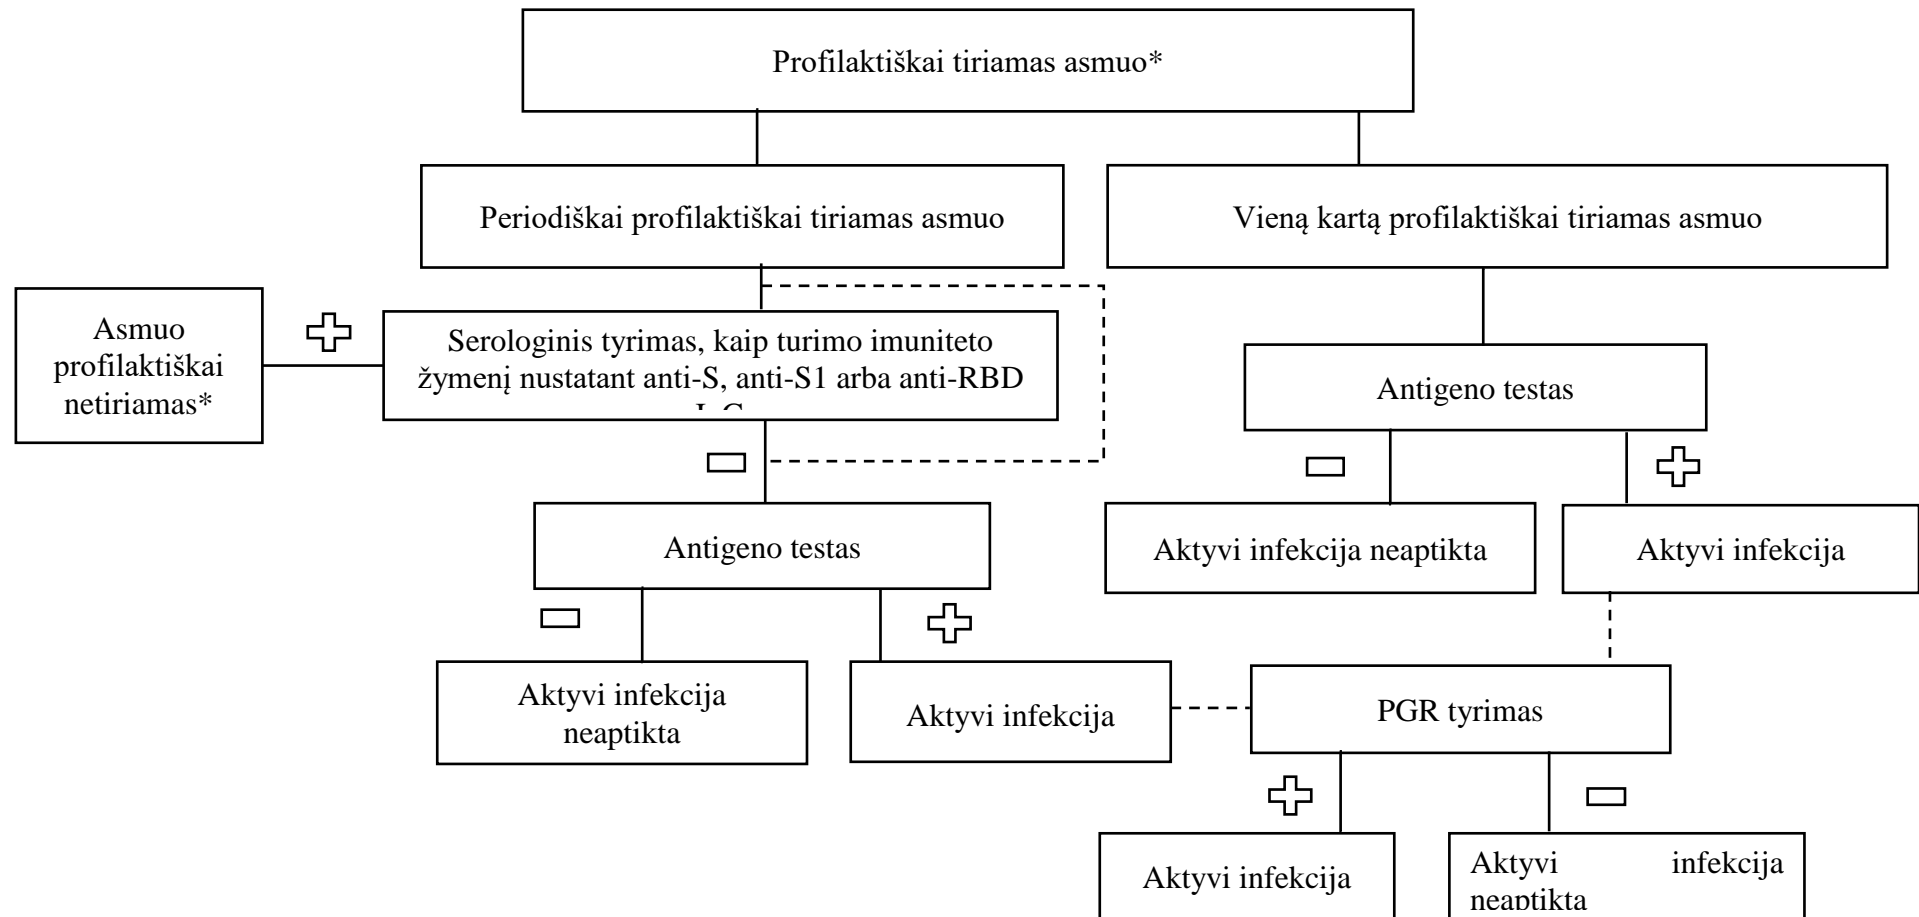 Profilaktiškai tiriamas asmuo*
Periodiškai profilaktiškai tiriamas asmuo
Vieną kartą profilaktiškai tiriamas asmuo
Asmuo
profilaktiškai
netiriamas*
Serologinis tyrimas, kaip turimo imuniteto
žymenį nustatant anti-S, anti-S1 arba anti-RBD
Antigeno testas
Antigeno testas
Aktyvi infekcija neaptikta
Aktyvi infekcija
Aktyvi infekcija
neaptikta
Aktyvi infekcija
PGR tyrimas
Aktyvi infekcija
Aktyvi infekcija
neaptikta